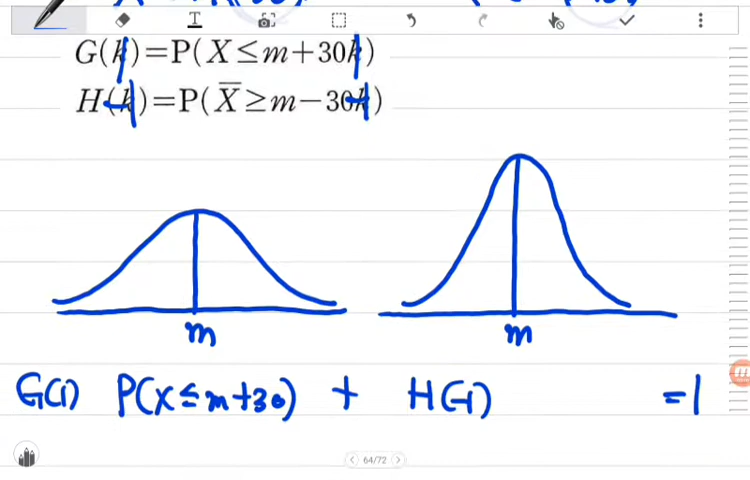 G(k)=P(X≤m+30k)
H(k)=P(X̄≥m−30k)
m
m
G(1) P(X≤m+30) + H(-1) =1
64/72